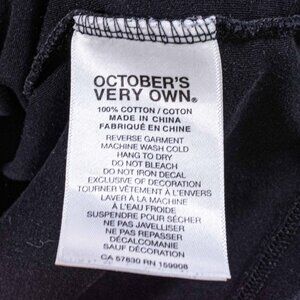 OCTOBER'S
VERY OWN®
100% COTTON / COTON
MADE IN CHINA
FABRIQUÉ EN CHINE
REVERSE GARMENT
MACHINE WASH COLD
HANG TO DRY
DO NOT BLEACH
DO NOT IRON DECAL
EXCLUSIVE OF DECORATION
TOURNER VÊTEMENT À L'ENVERS
LAVER À LA MACHINE
À L'EAU FROIDE
SUSPENDRE POUR SÉCHER
NE PAS JAVELLISER
NE PAS REPASSER
DÉCALCOMANIE
SAUF DÉCORATION
CA 57630 RN 159908